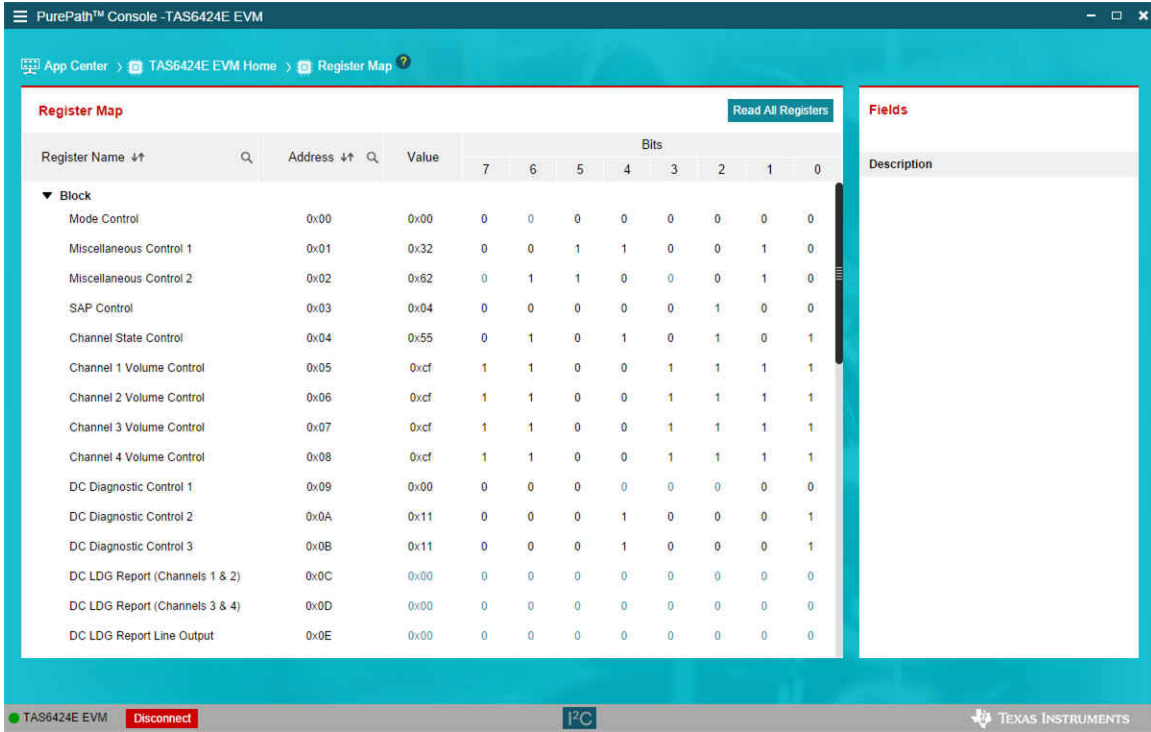 PurePath™ Console -TAS6424E EVM
App Center > TAS6424E EVM Home > Register Map ?
Register Map Read All Registers
Register Name Address Value Bits
7 6 5 4 3 2 1 0
Block
Mode Control 0x00 0x00 0 0 0 0 0 0 0 0
Miscellaneous Control 1 0x01 0x32 0 0 1 1 0 0 1 0
Miscellaneous Control 2 0x02 0x62 0 1 1 0 0 0 1 0
SAP Control 0x03 0x04 0 0 0 0 0 1 0 0
Channel State Control 0x04 0x55 0 1 0 1 0 1 0 1
Channel 1 Volume Control 0x05 0xcf 1 1 0 0 1 1 1 1
Channel 2 Volume Control 0x06 0xcf 1 1 0 0 1 1 1 1
Channel 3 Volume Control 0x07 0xcf 1 1 0 0 1 1 1 1
Channel 4 Volume Control 0x08 0xcf 1 1 0 0 1 1 1 1
DC Diagnostic Control 1 0x09 0x00 0 0 0 0 0 0 0 0
DC Diagnostic Control 2 0x0A 0x11 0 0 0 1 0 0 0 1
DC Diagnostic Control 3 0x0B 0x11 0 0 0 1 0 0 0 1
DC LDG Report (Channels 1 & 2) 0x0C 0x00 0 0 0 0 0 0 0 0
DC LDG Report (Channels 3 & 4) 0x0D 0x00 0 0 0 0 0 0 0 0
DC LDG Report Line Output 0x0E 0x00 0 0 0 0 0 0 0 0
Fields
Description
TAS6424E EVM Disconnect I²C TEXAS INSTRUMENTS